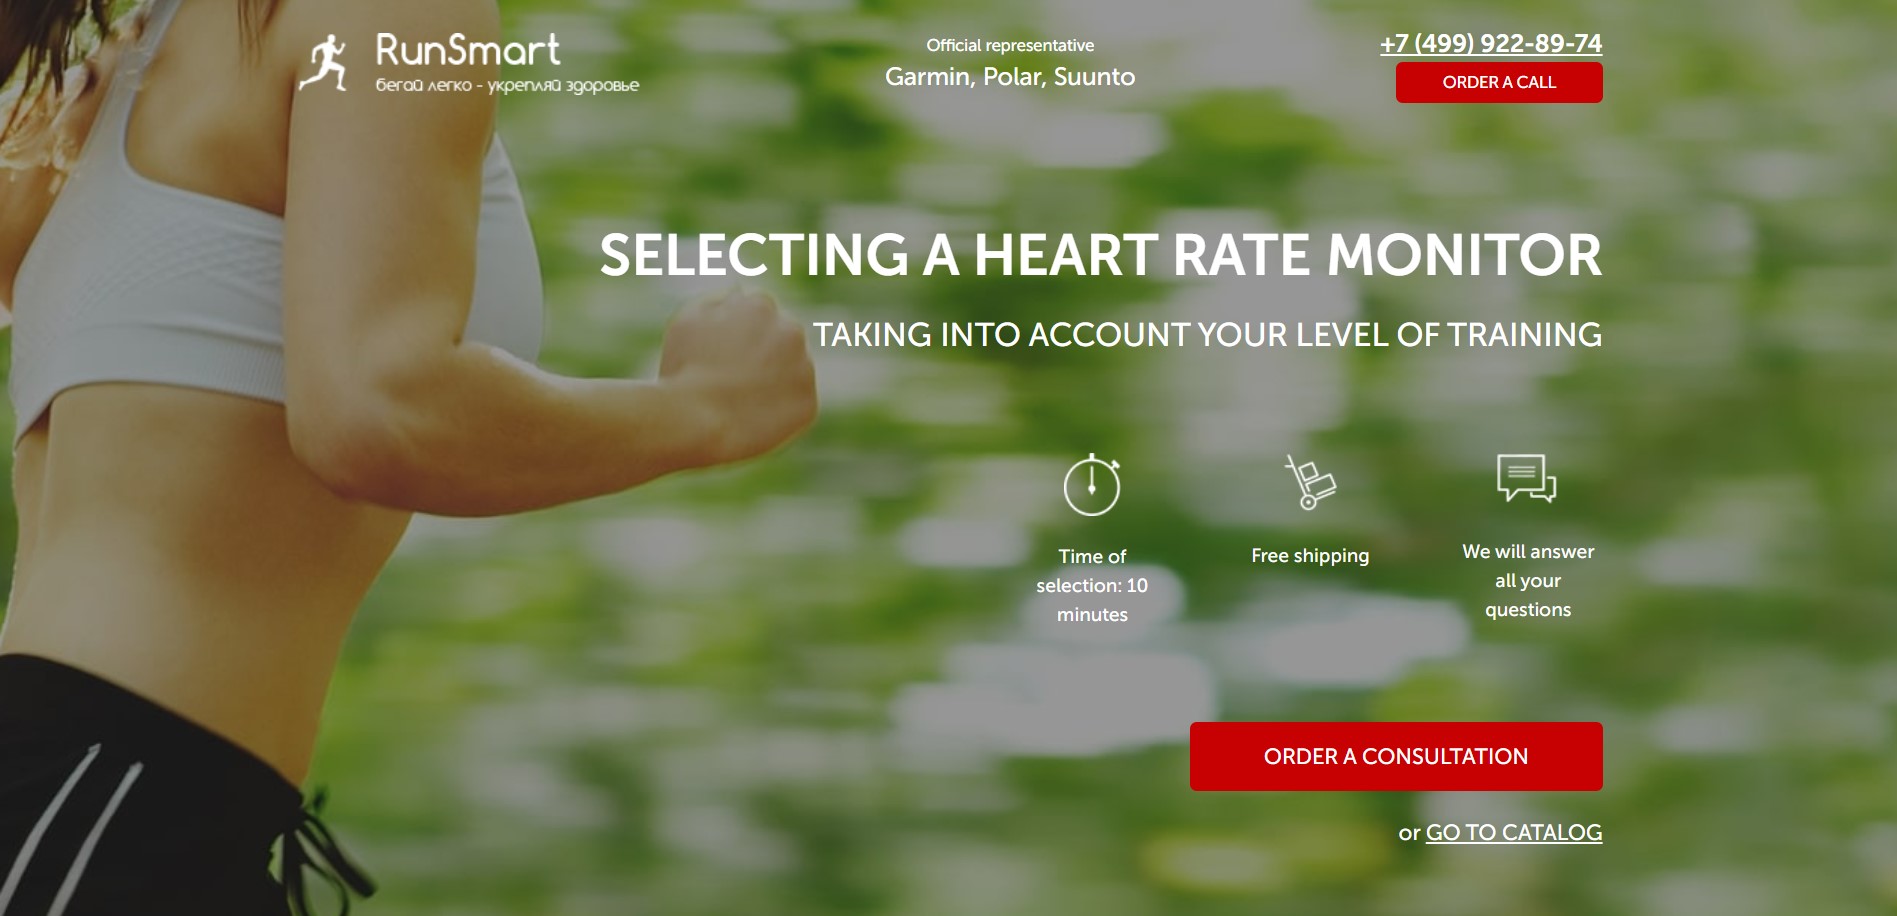 RunSmart
бегай легко - укрепляй здоровье
Official representative
Garmin, Polar, Suunto
+7 (499) 922-89-74
ORDER A CALL
SELECTING A HEART RATE MONITOR
TAKING INTO ACCOUNT YOUR LEVEL OF TRAINING
Time of
selection: 10
minutes
Free shipping
We will answer
all your
questions
ORDER A CONSULTATION
or GO TO CATALOG